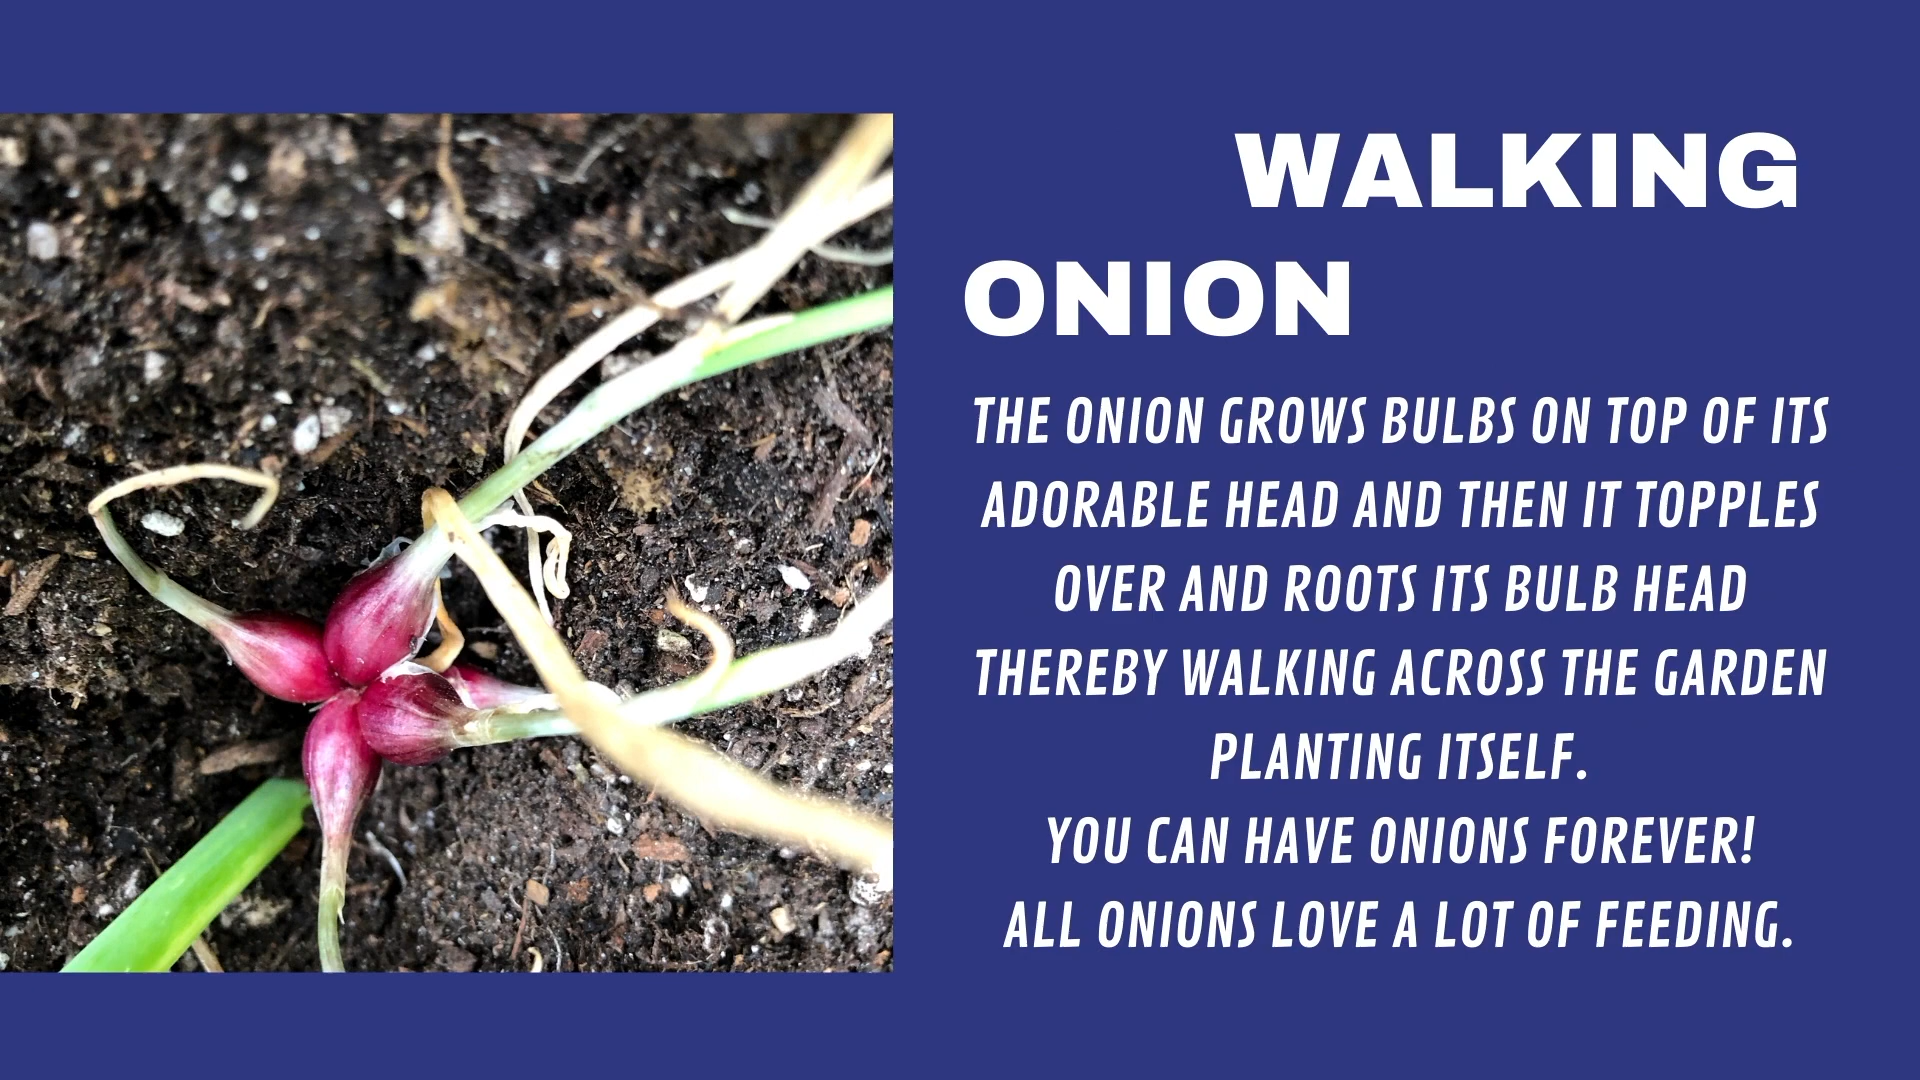 WALKING
ONION
THE ONION GROWS BULBS ON TOP OF ITS
ADORABLE HEAD AND THEN IT TOPPLES
OVER AND ROOTS ITS BULB HEAD
THEREBY WALKING ACROSS THE GARDEN
PLANTING ITSELF.
YOU CAN HAVE ONIONS FOREVER!
ALL ONIONS LOVE A LOT OF FEEDING.